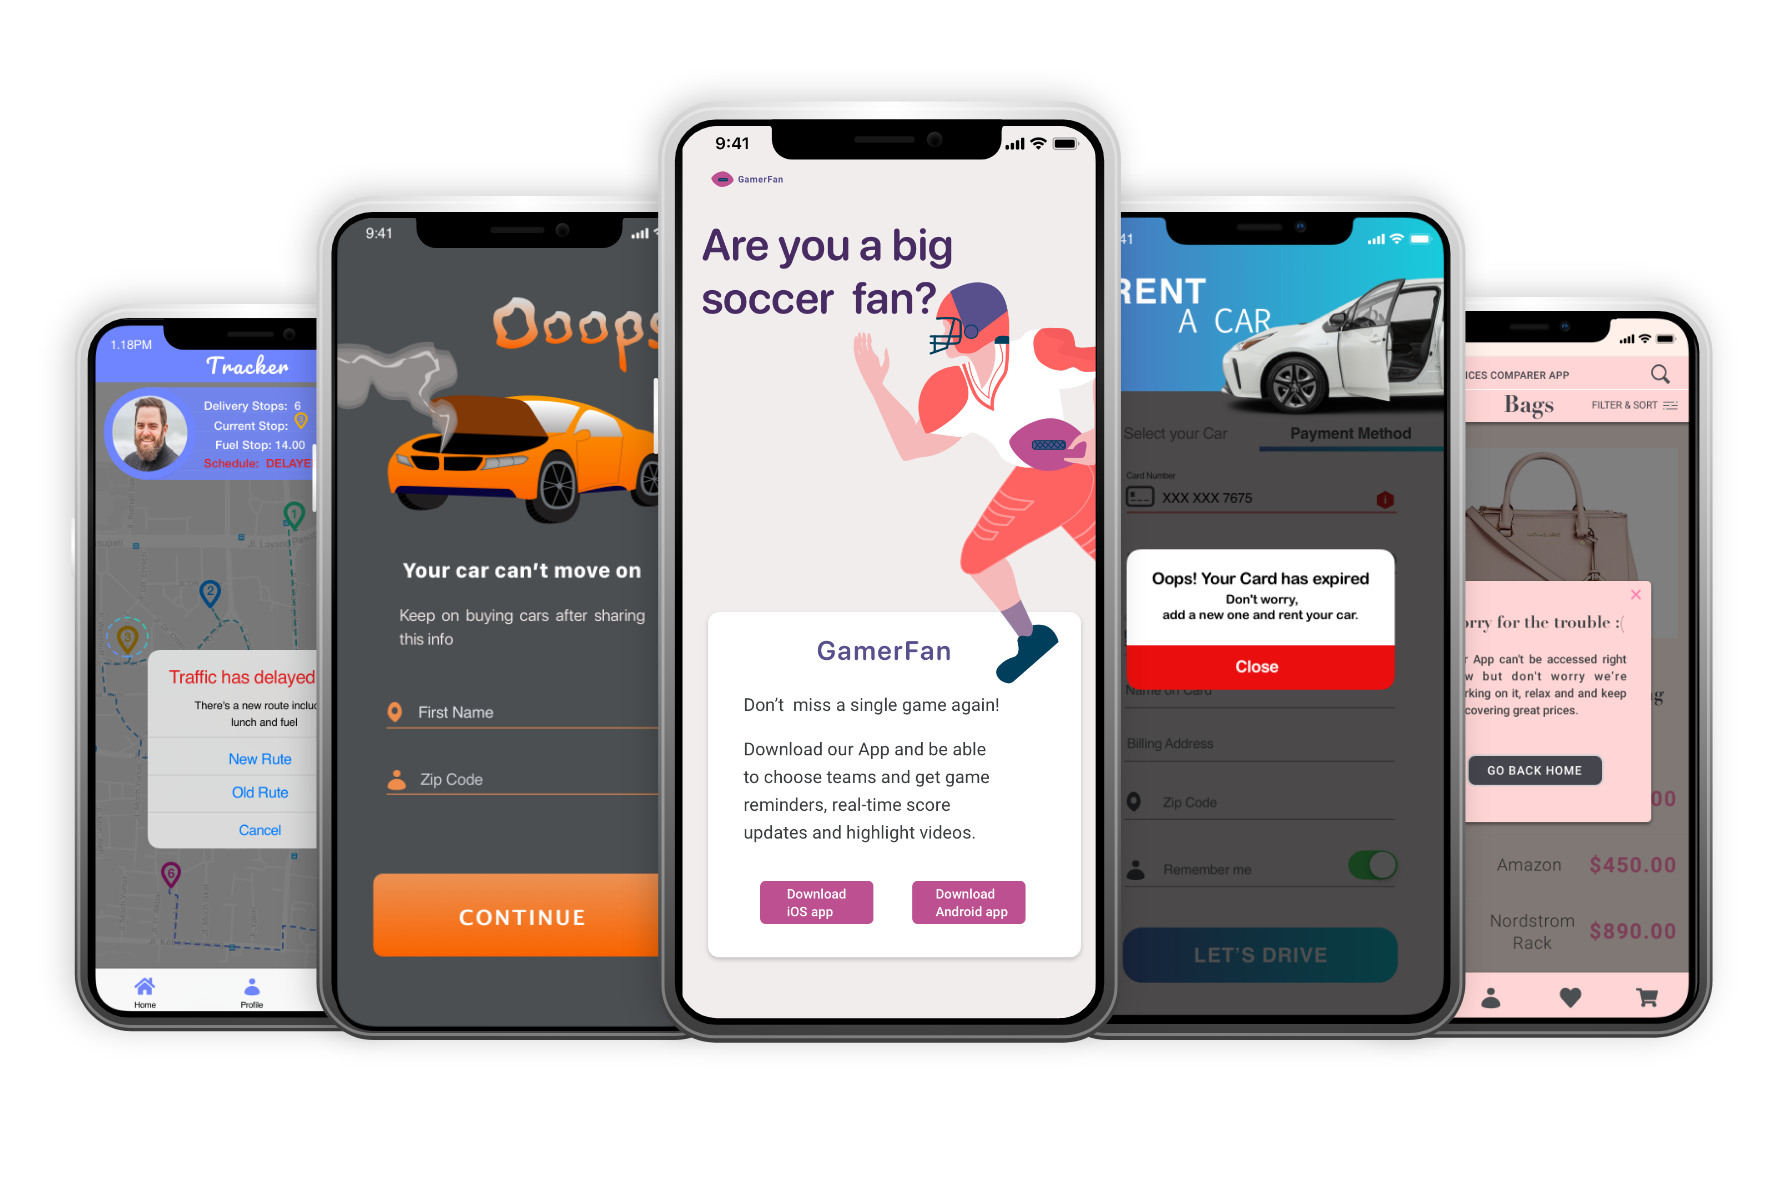 1.18PM
Tracker
Delivery Stops: 6
Current Stop:
Fuel Stop: 14.00
Schedule:
1
2
3
Traffic has delayed
There's a new route
lunch and fuel
New Rute
Old Rute
Cancel
6
Home
Profile
9:41
Ooops
Your car can't move on
Keep on buying cars after sharing
this info
First Name
Zip Code
CONTINUE
9:41
GamerFan
Are you a big
soccer fan?
GamerFan
Don't miss a single game again!
Download our App and be able
to choose teams and get game
reminders, real-time score
updates and highlight videos.
Download
iOS app
Download
Android app
41
RENT
A CAR
Select your Car
Payment Method
Card Number
XXX XXX 7675
Oops! Your Card has expired
Don't worry,
add a new one and rent your car.
Close
Name on Card
Billing Address
Zip Code
Remember me
LET'S DRIVE
COMPARER APP
Bags
FILTER & SORT
for the trouble :(
App can't be accessed right
but don't worry we're
on it, relax and and keep
great prices.
GO BACK HOME
00
Amazon
$450.00
Nordstrom
Rack
$890.00